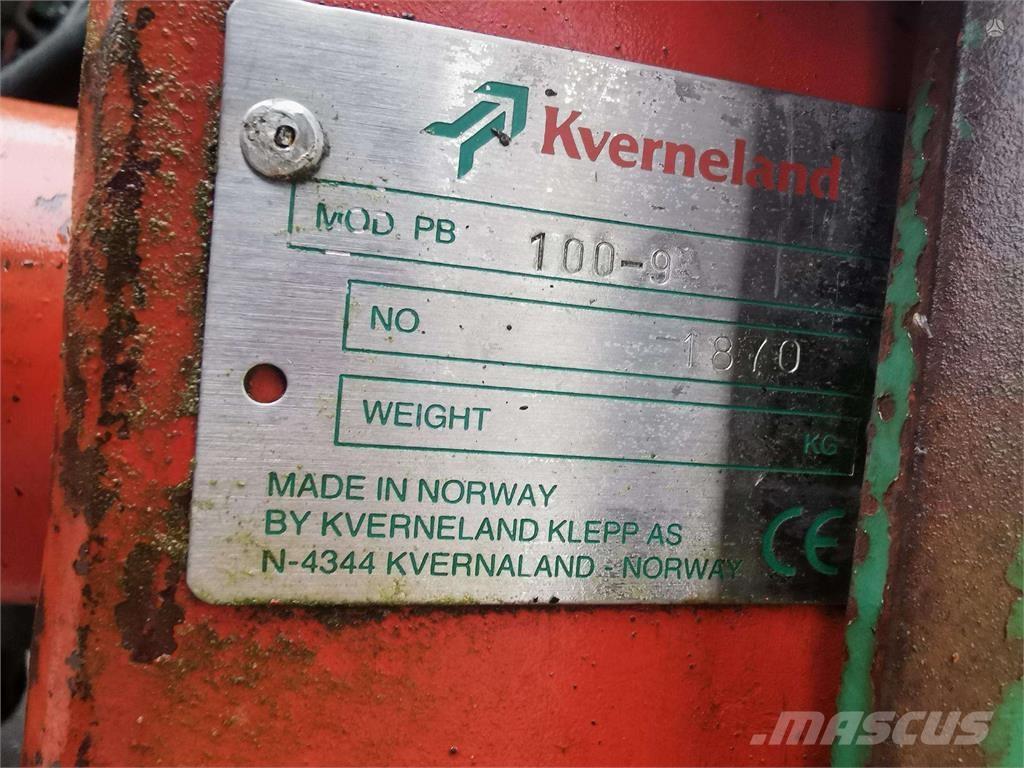 Kverneland
MOD. PB 100-98
NO. 1870
WEIGHT KG
MADE IN NORWAY
BY KVERNELAND KLEPP AS
N-4344 KVERNALAND - NORWAY
CE
MASCUS